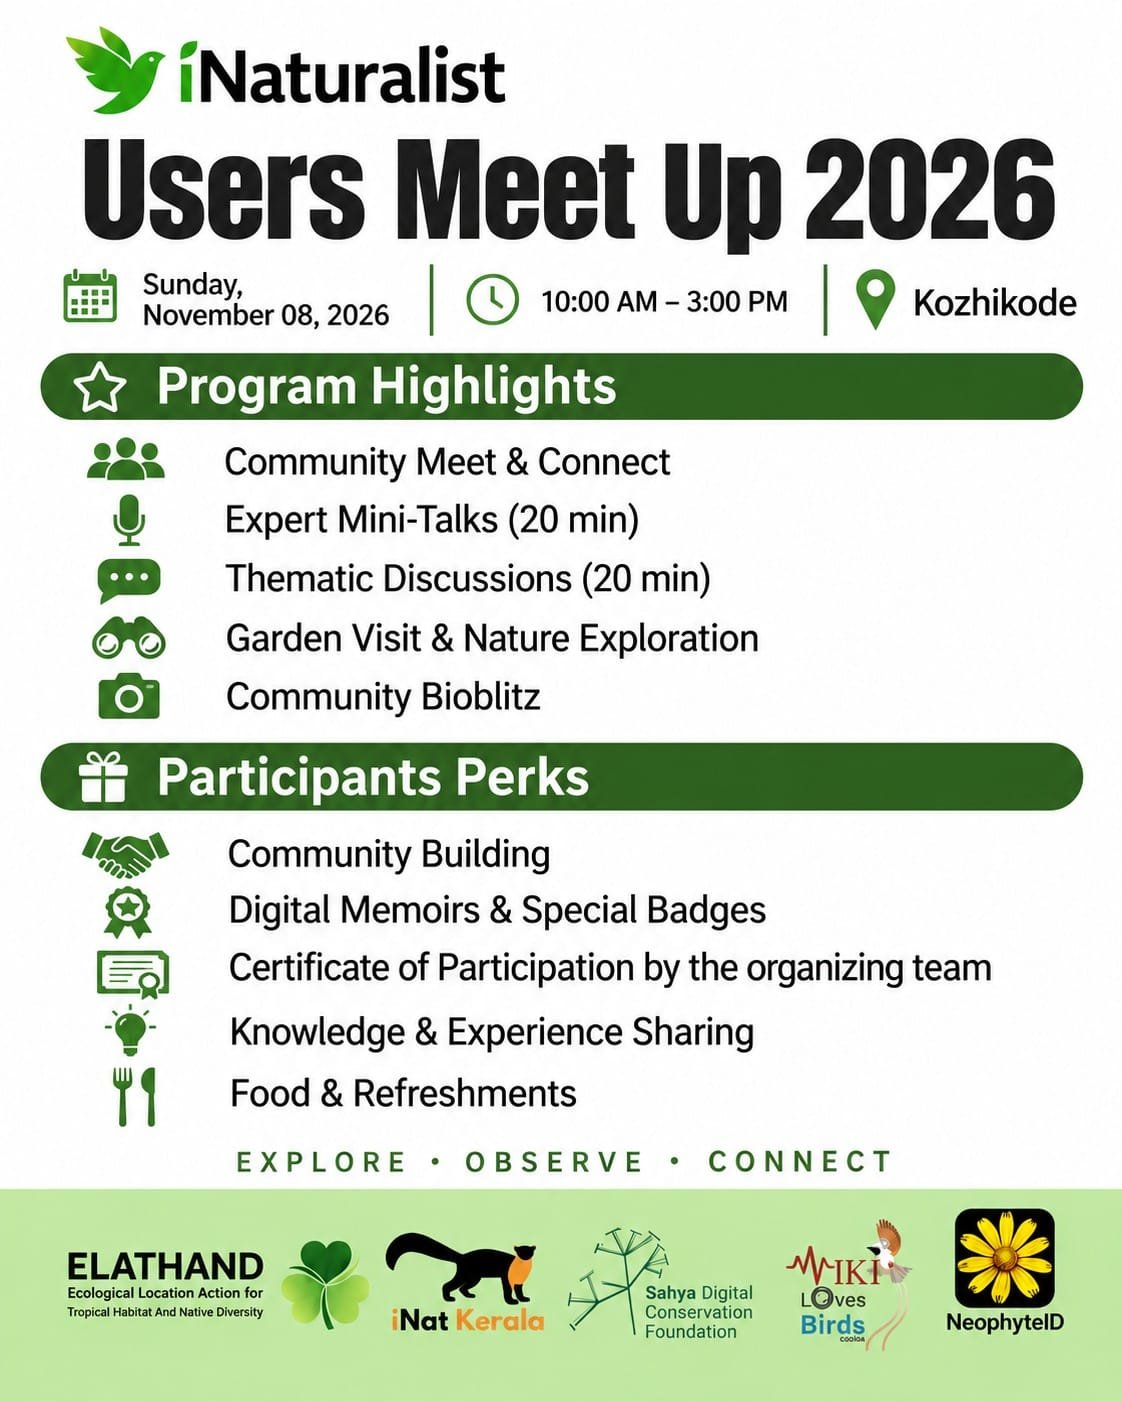 iNaturalist
Users Meet Up 2026
Sunday,
November 08, 2026
10:00 AM – 3:00 PM
Kozhikode
Program Highlights
Community Meet & Connect
Expert Mini-Talks (20 min)
Thematic Discussions (20 min)
Garden Visit & Nature Exploration
Community Bioblitz
Participants Perks
Community Building
Digital Memoirs & Special Badges
Certificate of Participation by the organizing team
Knowledge & Experience Sharing
Food & Refreshments
EXPLORE • OBSERVE • CONNECT
ELATHAND
Ecological Location Action for
Tropical Habitat And Native Diversity
iNat Kerala
Sahya Digital
Conservation
Foundation
WIKI
LOves
Birds
NeophyteID